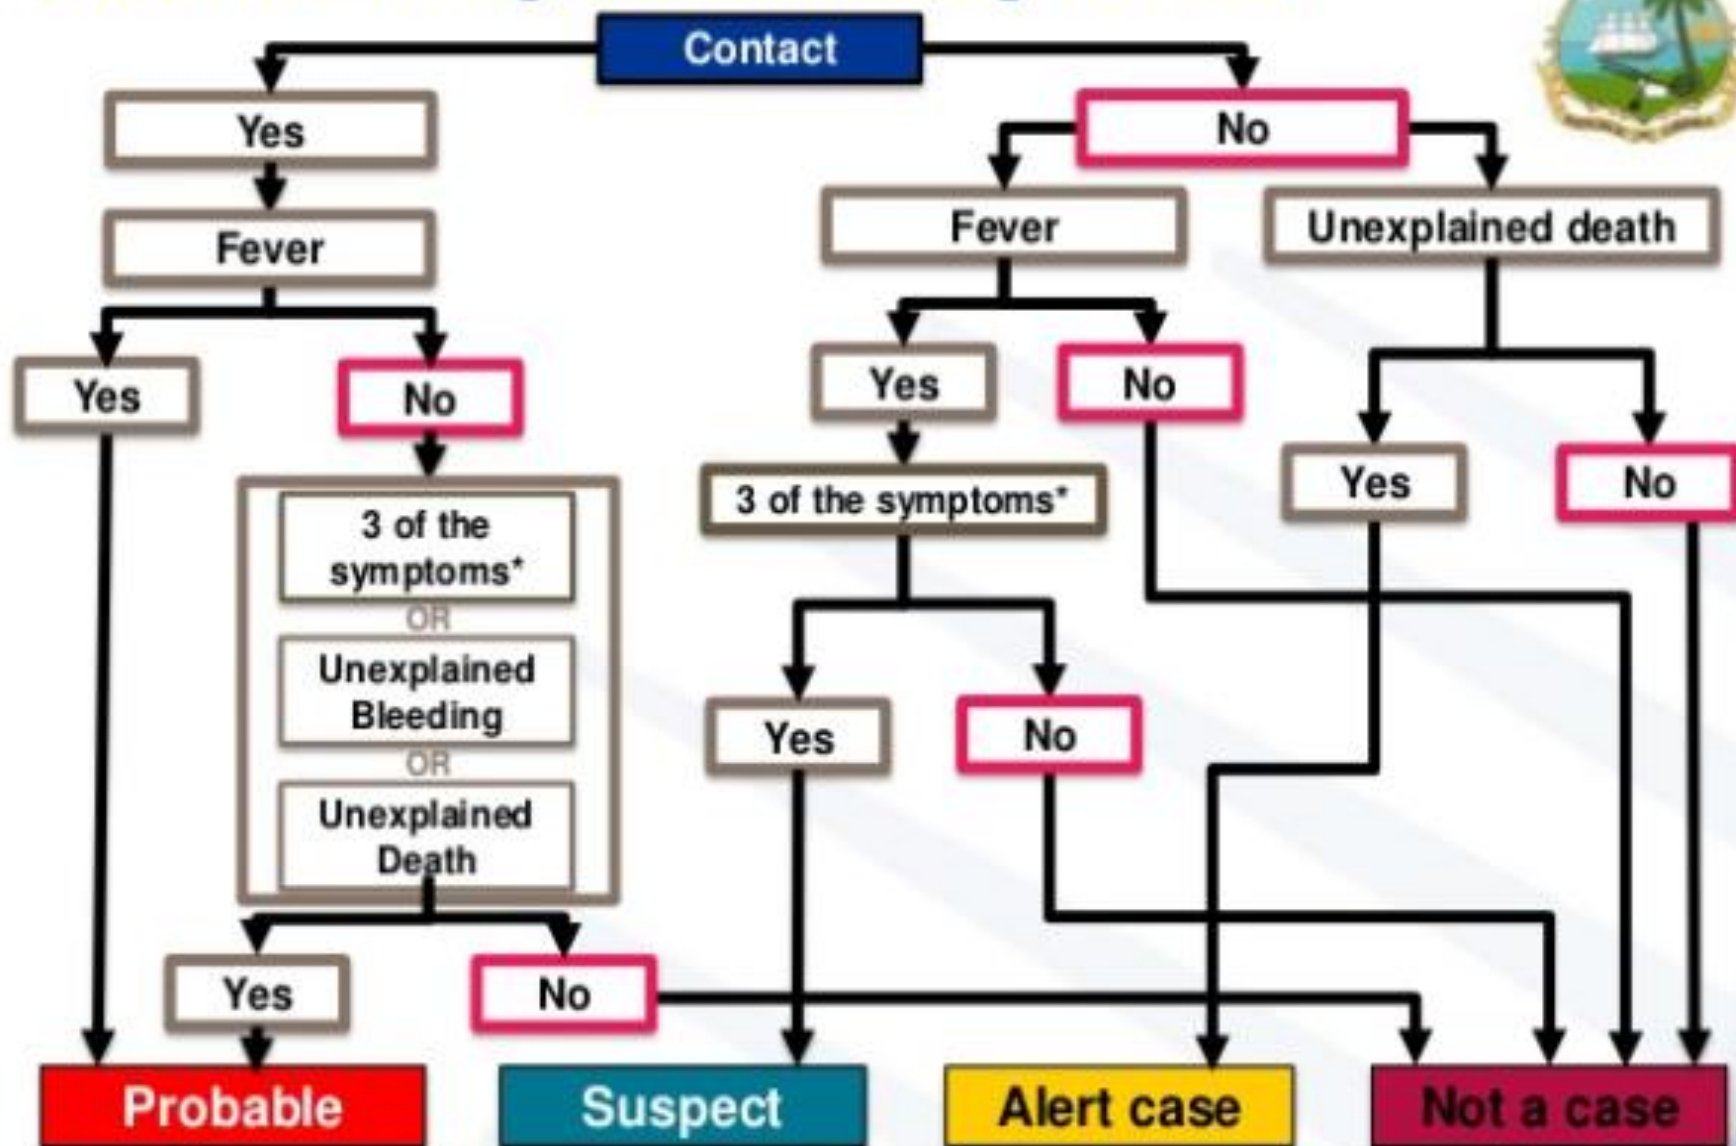 Contact
Yes
No
Fever
Fever
Unexplained death
Yes
No
Yes
No
Yes
No
3 of the
symptoms*
OR
Unexplained
Bleeding
OR
Unexplained
Death
3 of the symptoms*
Yes
No
Yes
No
Probable
Suspect
Alert case
Not a case